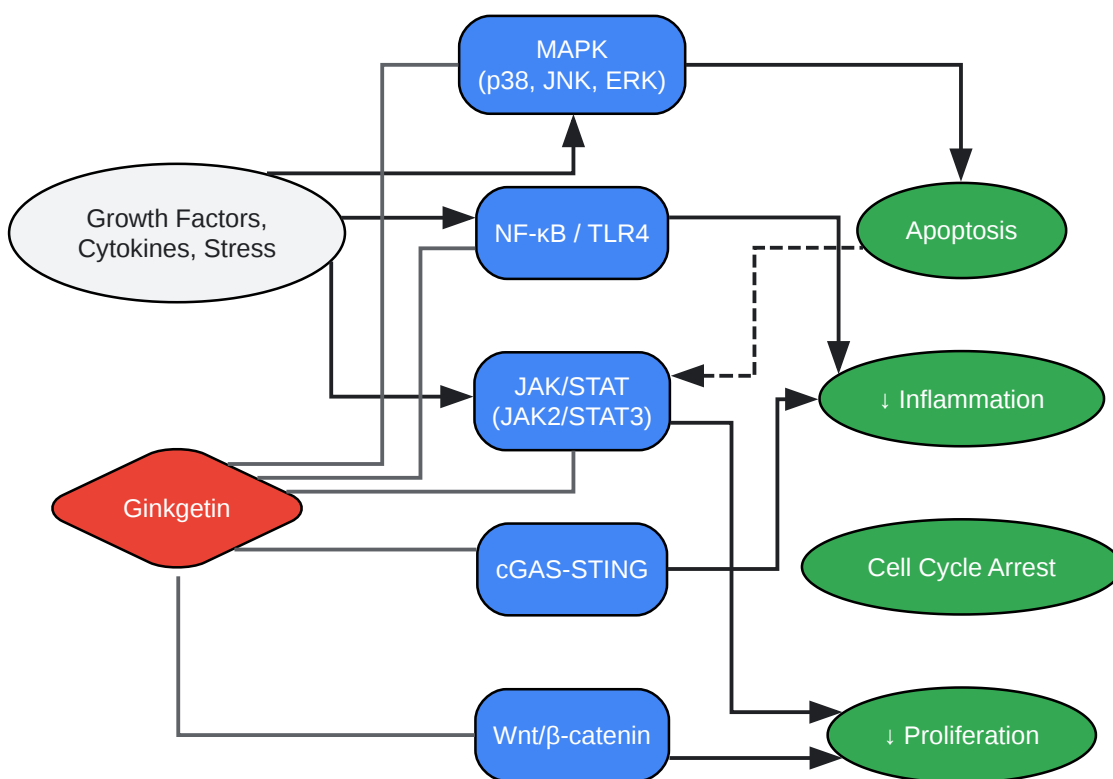 MAPK
(p38, JNK, ERK)
Growth Factors,
Cytokines, Stress
NF-κB / TLR4
Apoptosis
JAK/STAT
(JAK2/STAT3)
↓ Inflammation
Ginkgetin
cGAS-STING
Cell Cycle Arrest
Wnt/β-catenin
↓ Proliferation